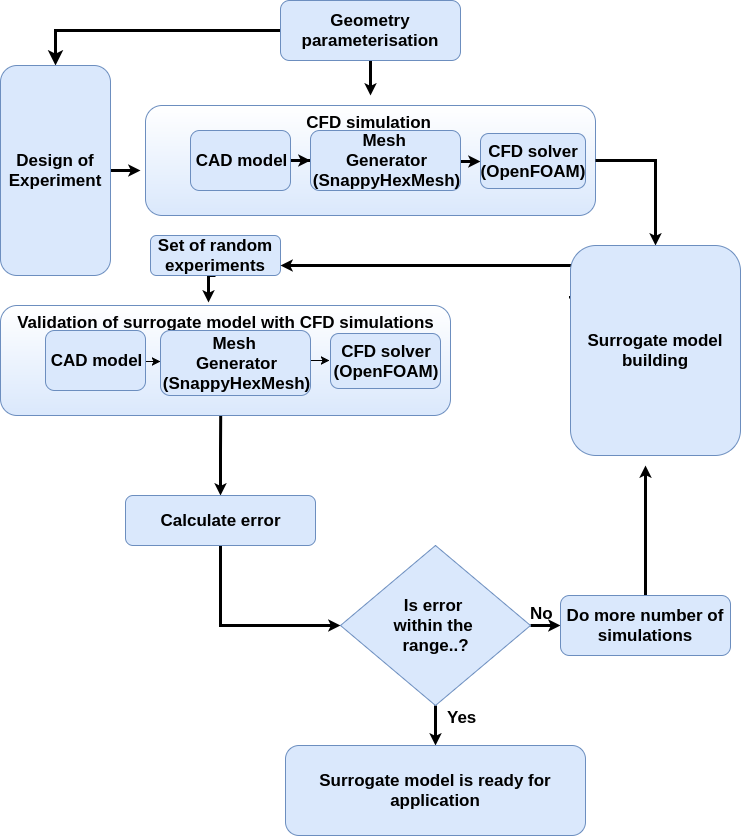 Geometry
parameterisation
Design of
Experiment
CFD simulation
CAD model
Mesh
Generator
(SnappyHexMesh)
CFD solver
(OpenFOAM)
Set of random
experiments
Surrogate model
building
Validation of surrogate model with CFD simulations
CAD model
Mesh
Generator
(SnappyHexMesh)
CFD solver
(OpenFOAM)
Calculate error
Is error
within the
range..?
No
Do more number of
simulations
Yes
Surrogate model is ready for
application